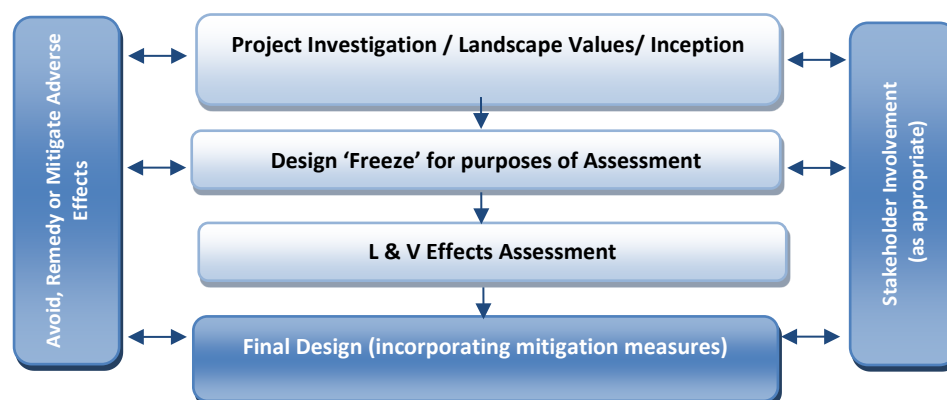 Avoid, Remedy or Mitigate Adverse
Effects
Project Investigation / Landscape Values/ Inception
Design ‘Freeze’ for purposes of Assessment
L & V Effects Assessment
Final Design (incorporating mitigation measures)
Stakeholder Involvement
(as appropriate)